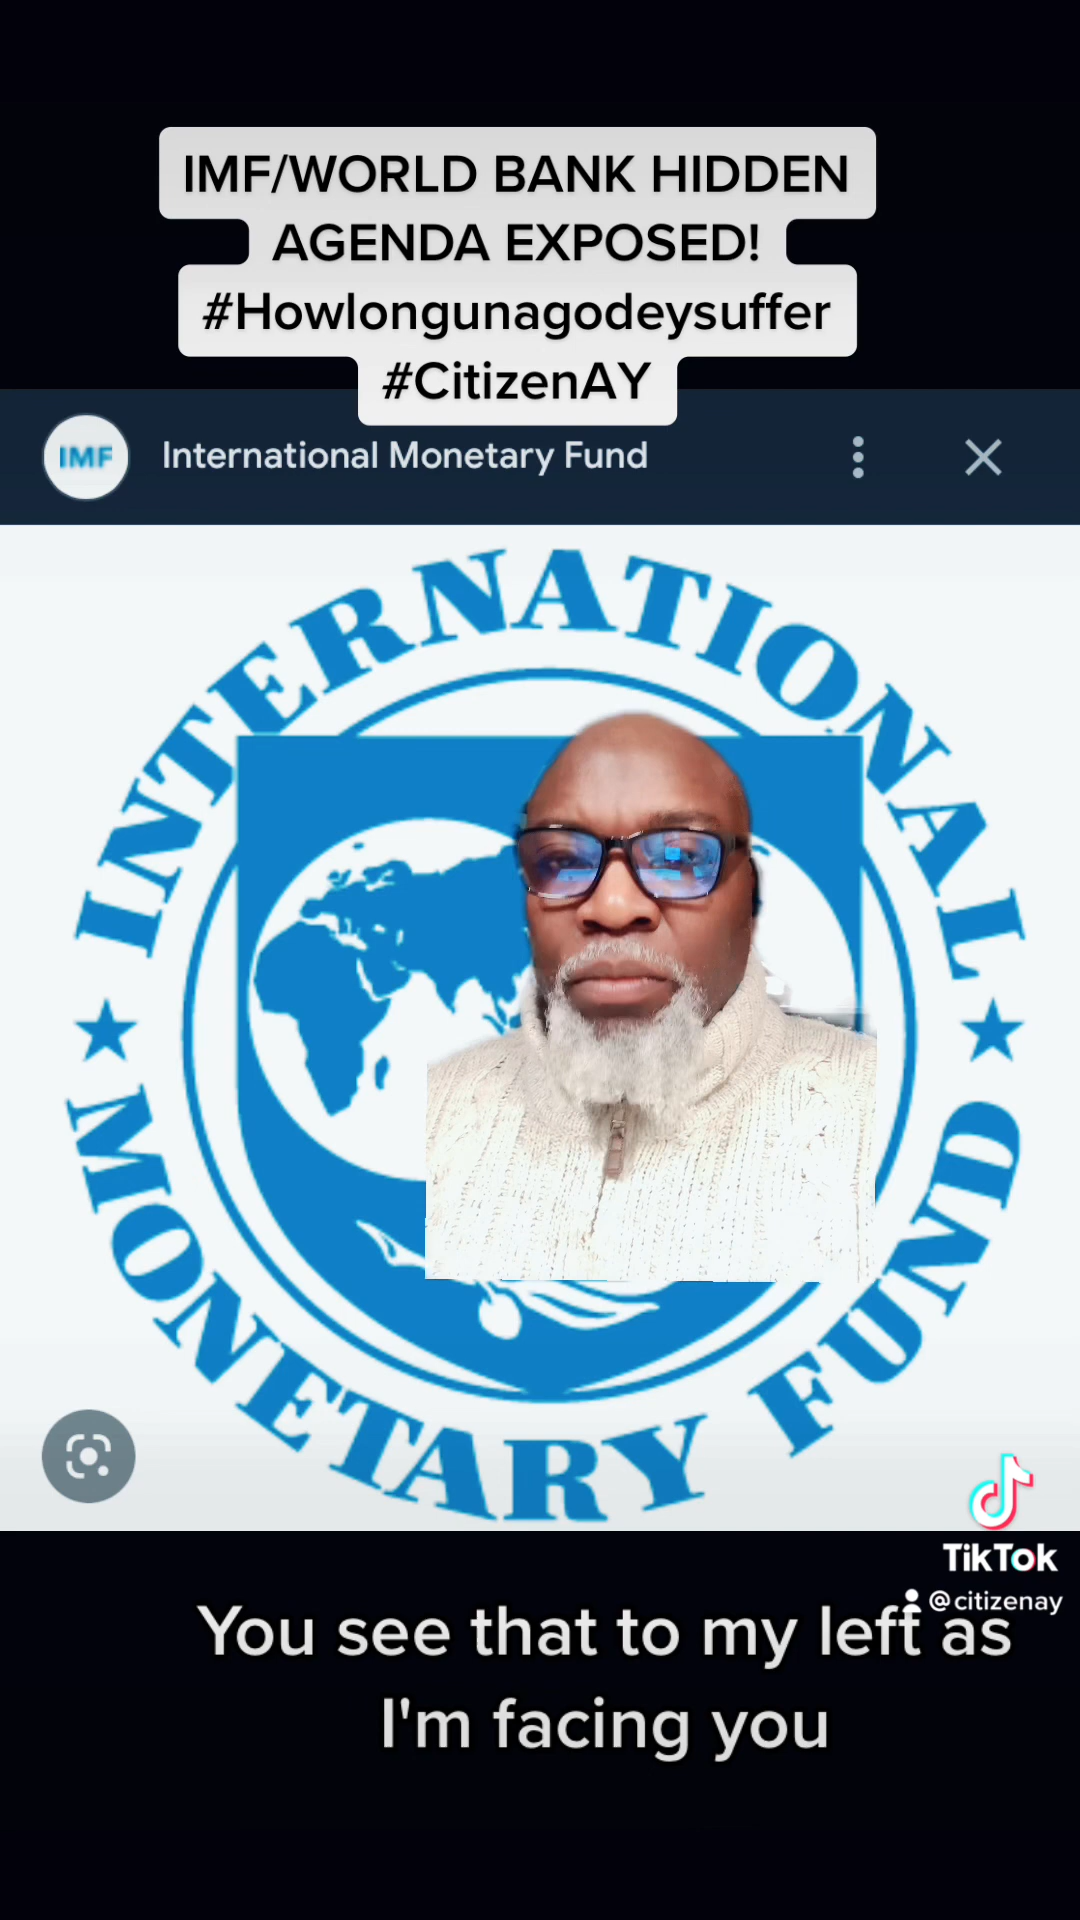 IMF/WORLD BANK HIDDEN
AGENDA EXPOSED!
#Howlongunagodeysuffer
#CitizenAY
IMF
International Monetary Fund
INTERNATIONAL
MONETARY FUND
TikTok
@citizenay
You see that to my left as
I'm facing you